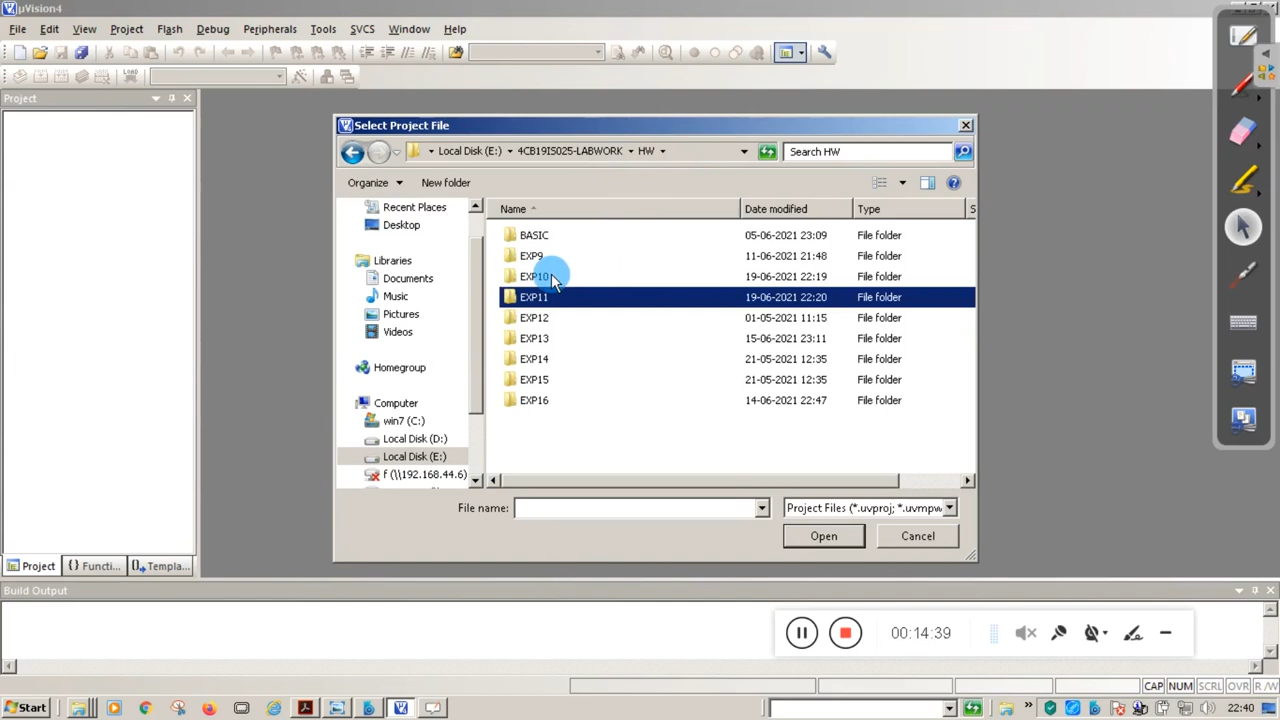 µVision4
File Edit View Project Flash Debug Peripherals Tools SVCS Window Help
LOAD
Project
Select Project File
Local Disk (E:) 4CB19IS025-LABWORK HW
Search HW
Organize New folder
Recent Places
Desktop
Libraries
Documents
Music
Pictures
Videos
Homegroup
Computer
win7 (C:)
Local Disk (D:)
Local Disk (E:)
f (\\192.168.44.6)
Name Date modified Type S
BASIC 05-06-2021 23:09 File folder
EXP9 11-06-2021 21:48 File folder
EXP10 19-06-2021 22:19 File folder
EXP11 19-06-2021 22:20 File folder
EXP12 01-05-2021 11:15 File folder
EXP13 15-06-2021 23:11 File folder
EXP14 21-05-2021 12:35 File folder
EXP15 21-05-2021 12:35 File folder
EXP16 14-06-2021 22:47 File folder
File name:
Project Files (*.uvproj; *.uvmpw
Open Cancel
Project {} Functi... Templa...
Build Output
00:14:39
CAP NUM SCRL OVR R/W
Start
22:40